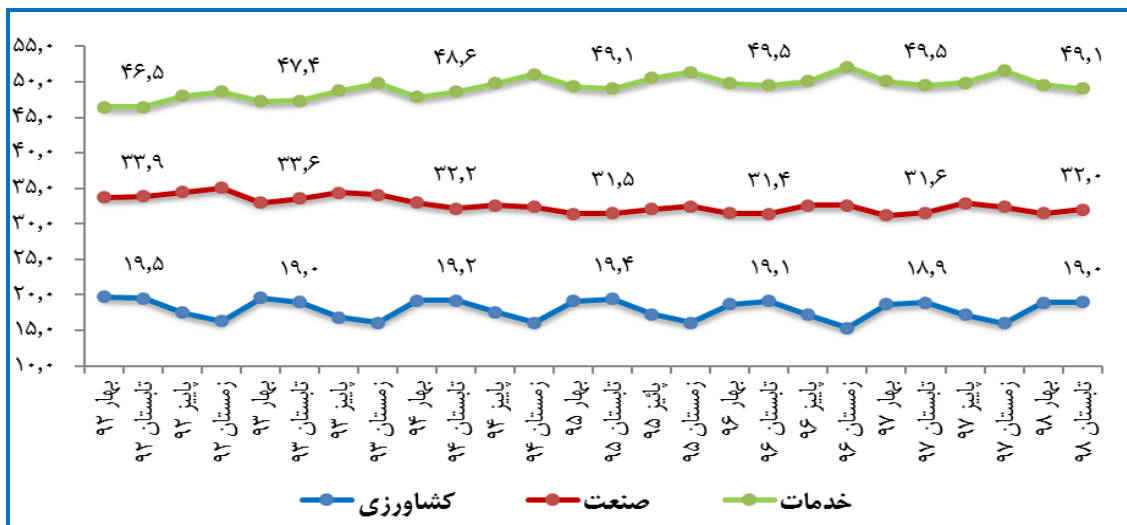 ۵۵,۰
۵۰,۰
۴۵,۰
۴۰,۰
۳۵,۰
۳۰,۰
۲۵,۰
۲۰,۰
۱۵,۰
۱۰,۰
۴۶,۵ ۴۷,۴ ۴۸,۶ ۴۹,۱ ۴۹,۵ ۴۹,۵ ۴۹,۱
۳۳,۹ ۳۳,۶ ۳۲,۲ ۳۱,۵ ۳۱,۴ ۳۱,۶ ۳۲,۰
۱۹,۵ ۱۹,۰ ۱۹,۲ ۱۹,۴ ۱۹,۱ ۱۸,۹ ۱۹,۰
بهار ۹۲
تابستان ۹۲
پاییز ۹۲
زمستان ۹۲
بهار ۹۳
تابستان ۹۳
پاییز ۹۳
زمستان ۹۳
بهار ۹۴
تابستان ۹۴
پاییز ۹۴
زمستان ۹۴
بهار ۹۵
تابستان ۹۵
پائیز ۹۵
زمستان ۹۵
بهار ۹۶
تابستان ۹۶
پاییز ۹۶
زمستان ۹۶
بهار ۹۷
تابستان ۹۷
پاییز ۹۷
زمستان ۹۷
بهار ۹۸
تابستان ۹۸
خدمات صنعت کشاورزی